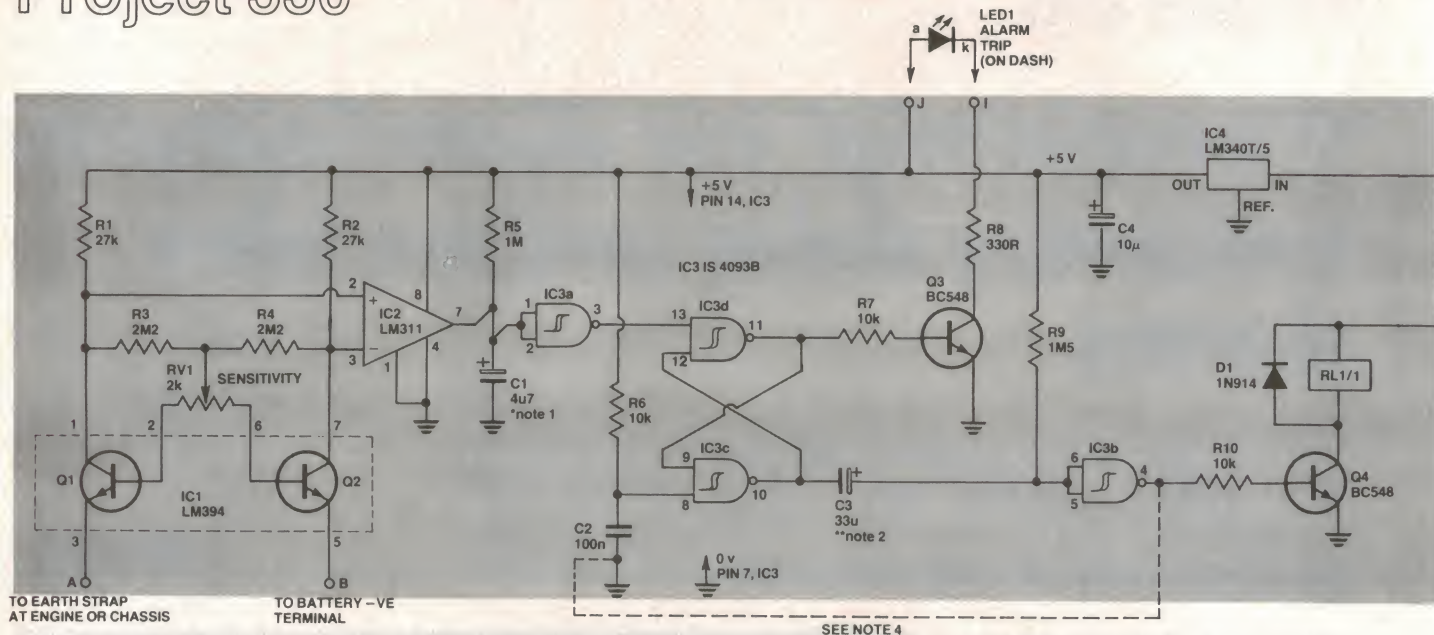 Project 330
LED1
ALARM
TRIP
(ON DASH)
a
k
J
I
IC4
LM340T/5
+5 V
OUT
IN
REF.
+5 V
PIN 14, IC3
R1
27k
R2
27k
R5
1M
R8
330R
+
C4
10μ
IC3 IS 4093B
2
+
8
IC2
LM311
7
IC3a
1
3
2
IC3d
13
11
12
R7
10k
Q3
BC548
R3
2M2
R4
2M2
−
3
1
4
R9
1M5
RV1
2k
SENSITIVITY
+
C1
4u7
*note 1
R6
10k
D1
1N914
RL1/1
1
2
6
7
IC3c
9
10
8
IC3b
6
4
5
R10
10k
Q4
BC548
Q1
Q2
IC1
LM394
+
C3
33u
**note 2
C2
100n
3
5
0 v
PIN 7, IC3
A
B
TO EARTH STRAP
AT ENGINE OR CHASSIS
TO BATTERY –VE
TERMINAL
SEE NOTE 4